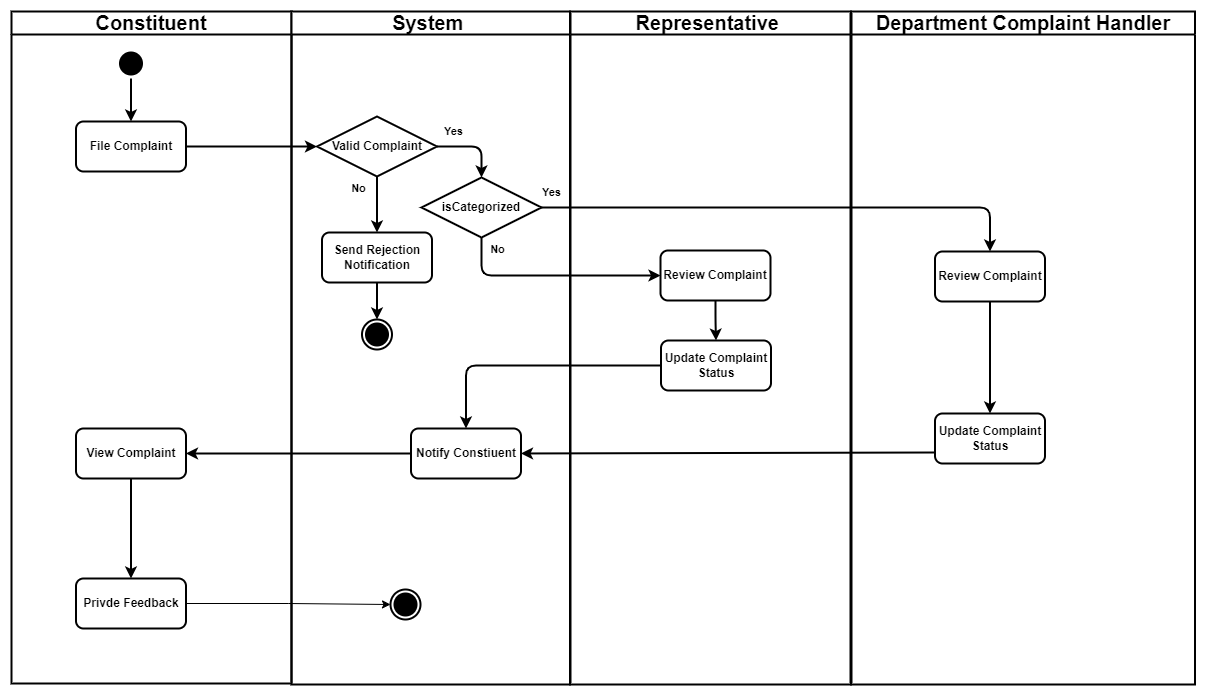 Constituent
System
Representative
Department Complaint Handler
File Complaint
Valid Complaint
Yes
No
isCategorized
Yes
No
Send Rejection
Notification
Review Complaint
Review Complaint
Update Complaint
Status
Update Complaint
Status
Notify Constiuent
View Complaint
Privde Feedback